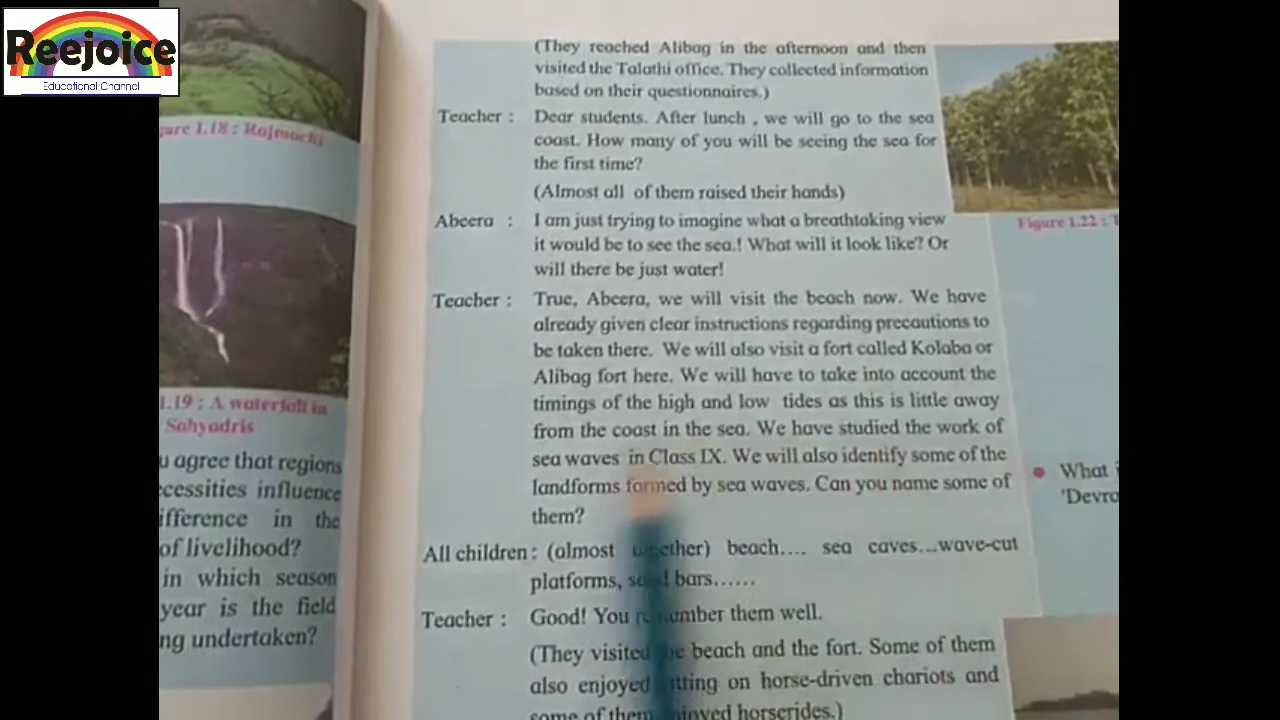 Reejoice
Educational Channel
gure 1.18 : Rajmachi
1.19 : A waterfall in
Sahyadris
u agree that regions
ecessities influence
ifference in the
of livelihood?
in which season
year is the field
ng undertaken?
(They reached Alibag in the afternoon and then
visited the Talathi office. They collected information
based on their questionnaires.)
Teacher : Dear students. After lunch , we will go to the sea
coast. How many of you will be seeing the sea for
the first time?
(Almost all of them raised their hands)
Abeera : I am just trying to imagine what a breathtaking view
it would be to see the sea.! What will it look like? Or
will there be just water!
Teacher : True, Abeera, we will visit the beach now. We have
already given clear instructions regarding precautions to
be taken there. We will also visit a fort called Kolaba or
Alibag fort here. We will have to take into account the
timings of the high and low tides as this is little away
from the coast in the sea. We have studied the work of
sea waves in Class IX. We will also identify some of the
landforms formed by sea waves. Can you name some of
them?
All children : (almost together) beach.... sea caves...wave-cut
platforms, sand bars......
Teacher : Good! You remember them well.
(They visited the beach and the fort. Some of them
also enjoyed sitting on horse-driven chariots and
some of them enjoyed horserides.)
Figure 1.22 : T
What i
'Devro